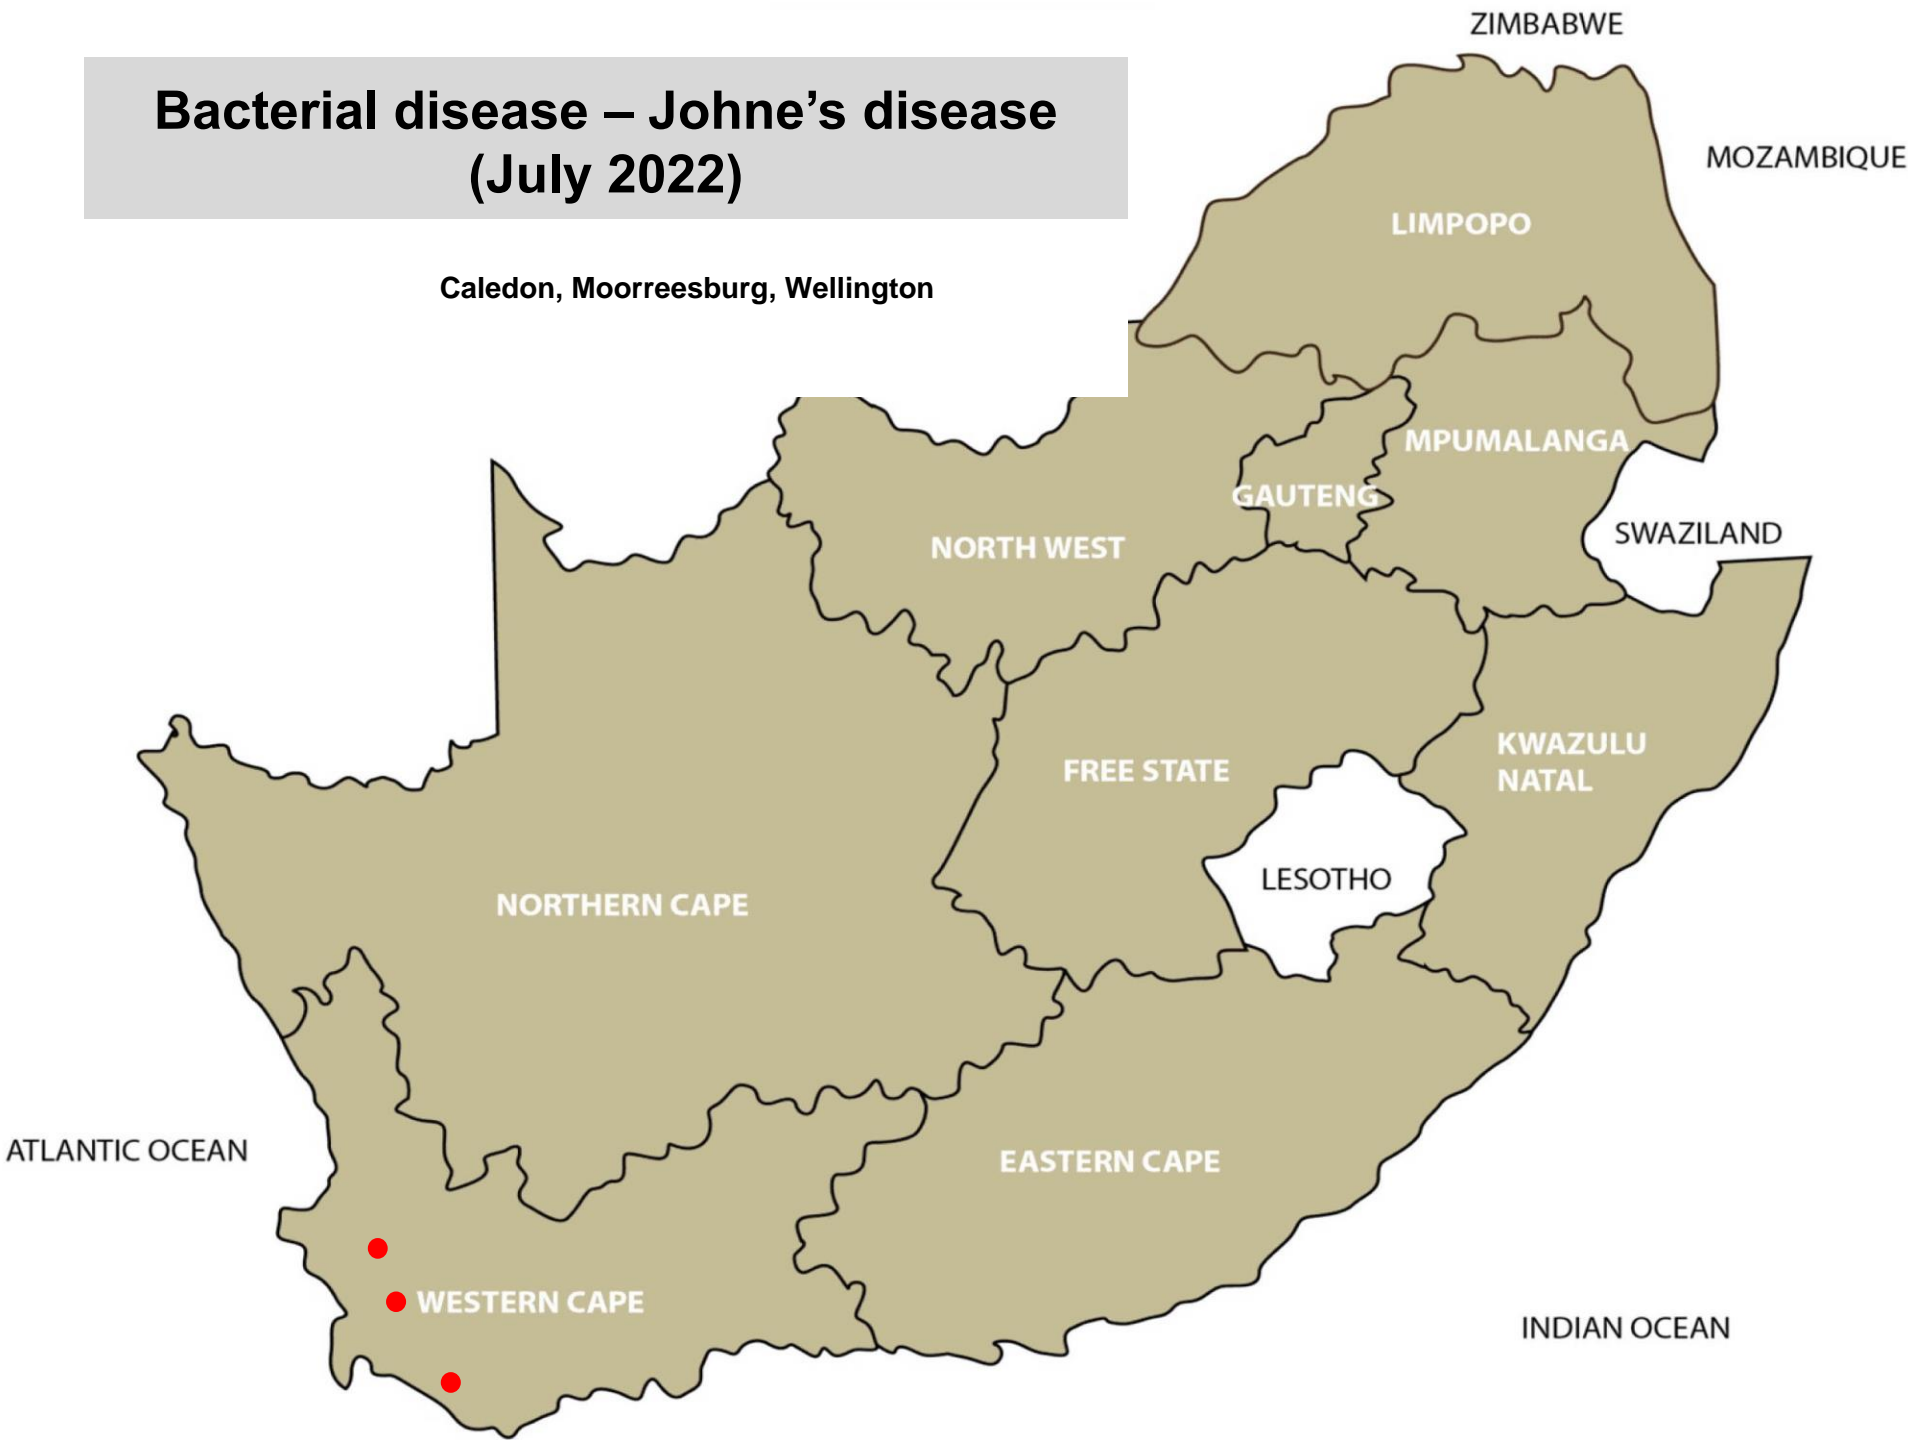 ZIMBABWE
Bacterial disease – Johne’s disease
(July 2022)
MOZAMBIQUE
LIMPOPO
Caledon, Moorreesburg, Wellington
MPUMALANGA
GAUTENG
NORTH WEST
SWAZILAND
FREE STATE
KWAZULU
NATAL
LESOTHO
NORTHERN CAPE
ATLANTIC OCEAN
EASTERN CAPE
WESTERN CAPE
INDIAN OCEAN